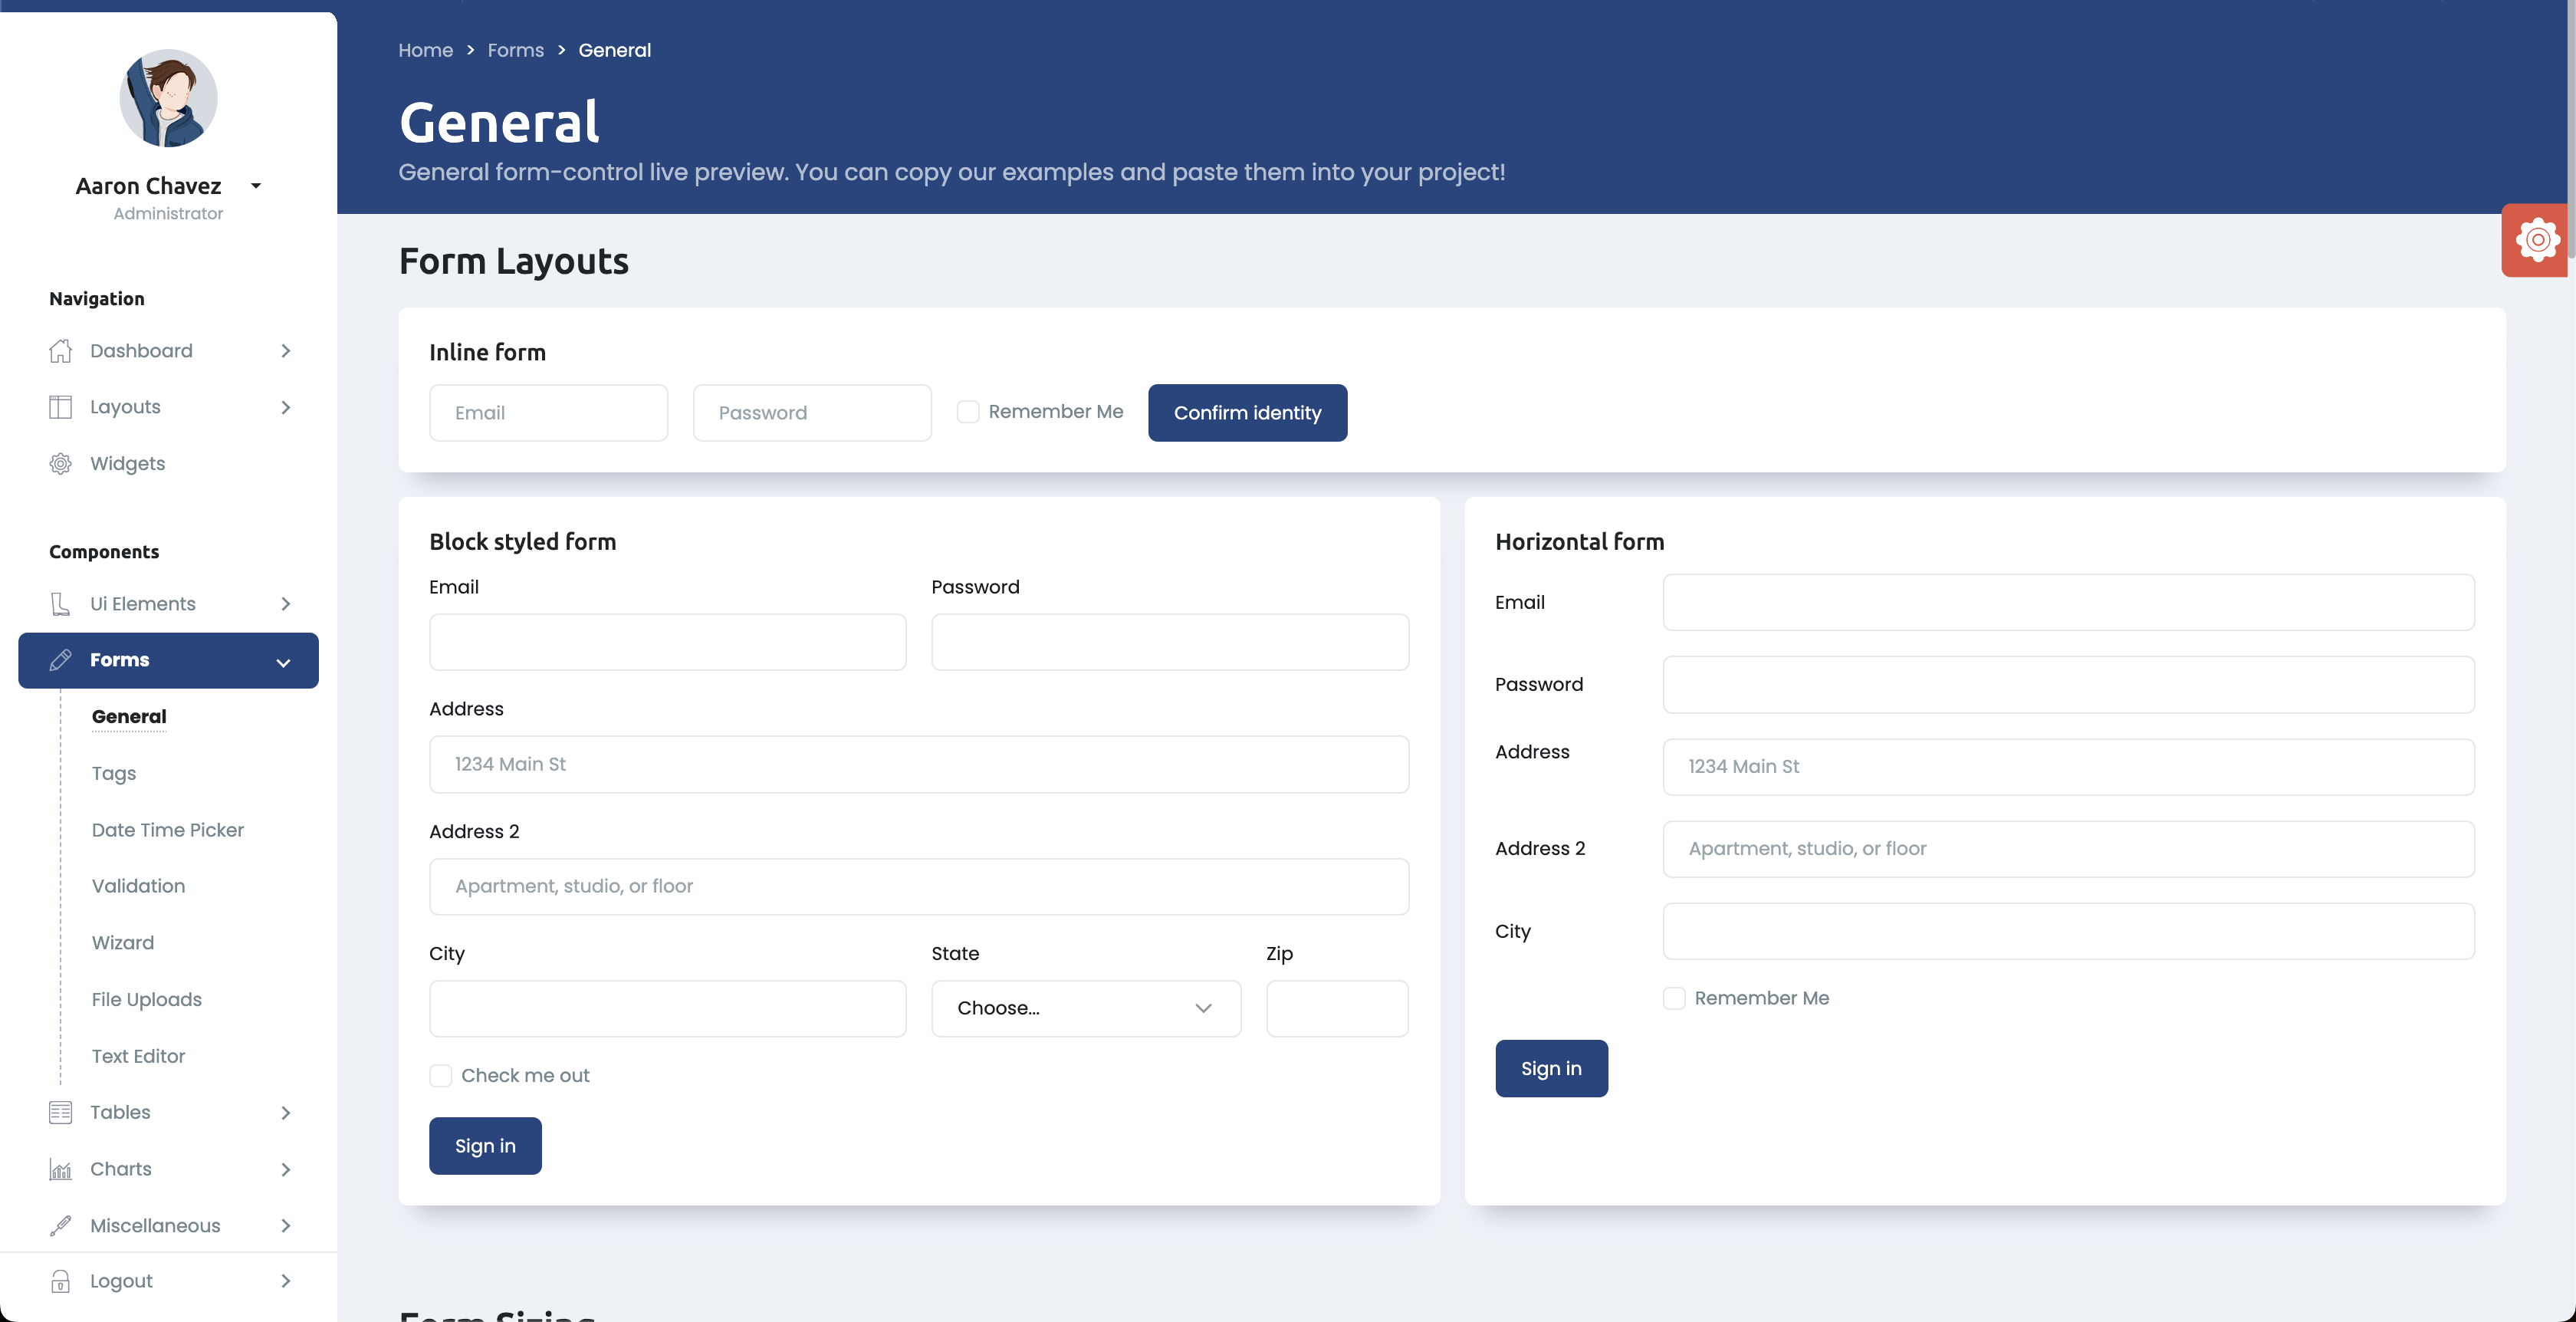 Aaron Chavez
Administrator
Navigation
Dashboard
Layouts
Widgets
Components
Ui Elements
Forms
General
Tags
Date Time Picker
Validation
Wizard
File Uploads
Text Editor
Tables
Charts
Miscellaneous
Logout
Home > Forms > General
General
General form-control live preview. You can copy our examples and paste them into your project!
Form Layouts
Inline form
Email Password Remember Me Confirm identity
Block styled form
Email Password
Address
1234 Main St
Address 2
Apartment, studio, or floor
City State Zip
Choose...
Check me out
Sign in
Horizontal form
Email
Password
Address 1234 Main St
Address 2 Apartment, studio, or floor
City
Remember Me
Sign in
Form Sizing